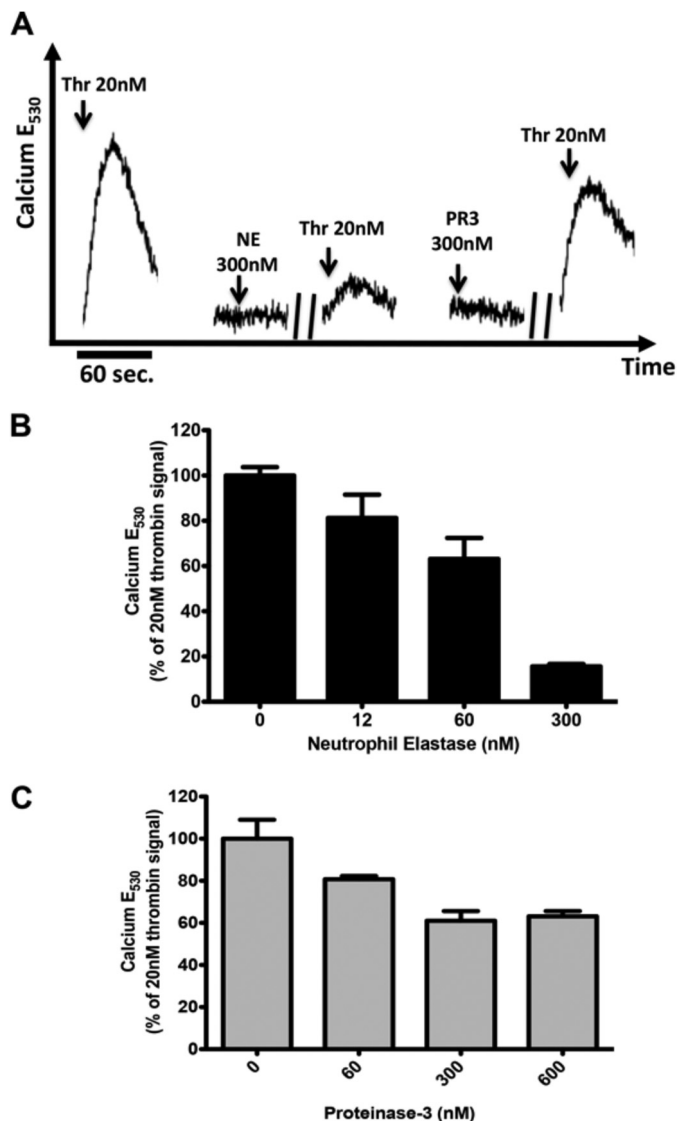 A
Calcium E530
Thr 20nM
NE
300nM
Thr 20nM
PR3
300nM
Thr 20nM
60 sec.
Time
B
Calcium E530
(% of 20nM thrombin signal)
120
100
80
60
40
20
0
0 12 60 300
Neutrophil Elastase (nM)
C
Calcium E530
(% of 20nM thrombin signal)
120
100
80
60
40
20
0
0 60 300 600
Proteinase-3 (nM)